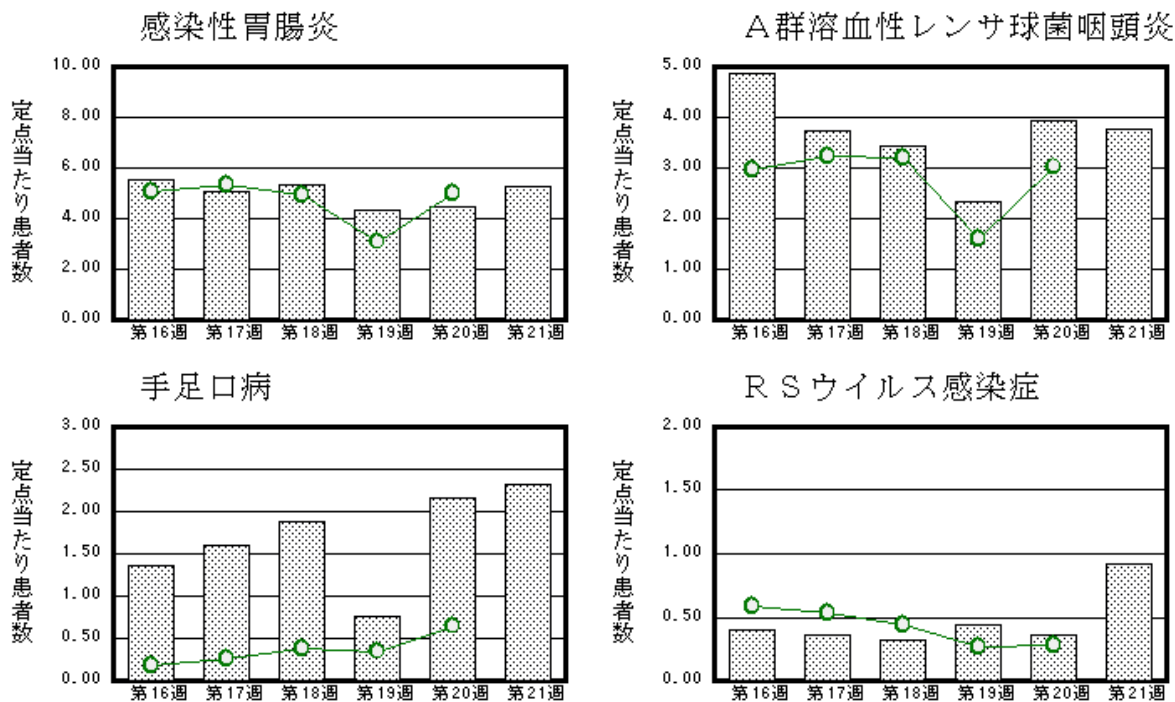 感染性胃腸炎
10.00
8.00
6.00
4.00
2.00
0.00
定点当たり患者数
第16週 第17週 第18週 第19週 第20週 第21週
A群溶血性レンサ球菌咽頭炎
5.00
4.00
3.00
2.00
1.00
0.00
定点当たり患者数
第16週 第17週 第18週 第19週 第20週 第21週
手足口病
3.00
2.50
2.00
1.50
1.00
0.50
0.00
定点当たり患者数
第16週 第17週 第18週 第19週 第20週 第21週
RSウイルス感染症
2.00
1.50
1.00
0.50
0.00
定点当たり患者数
第16週 第17週 第18週 第19週 第20週 第21週